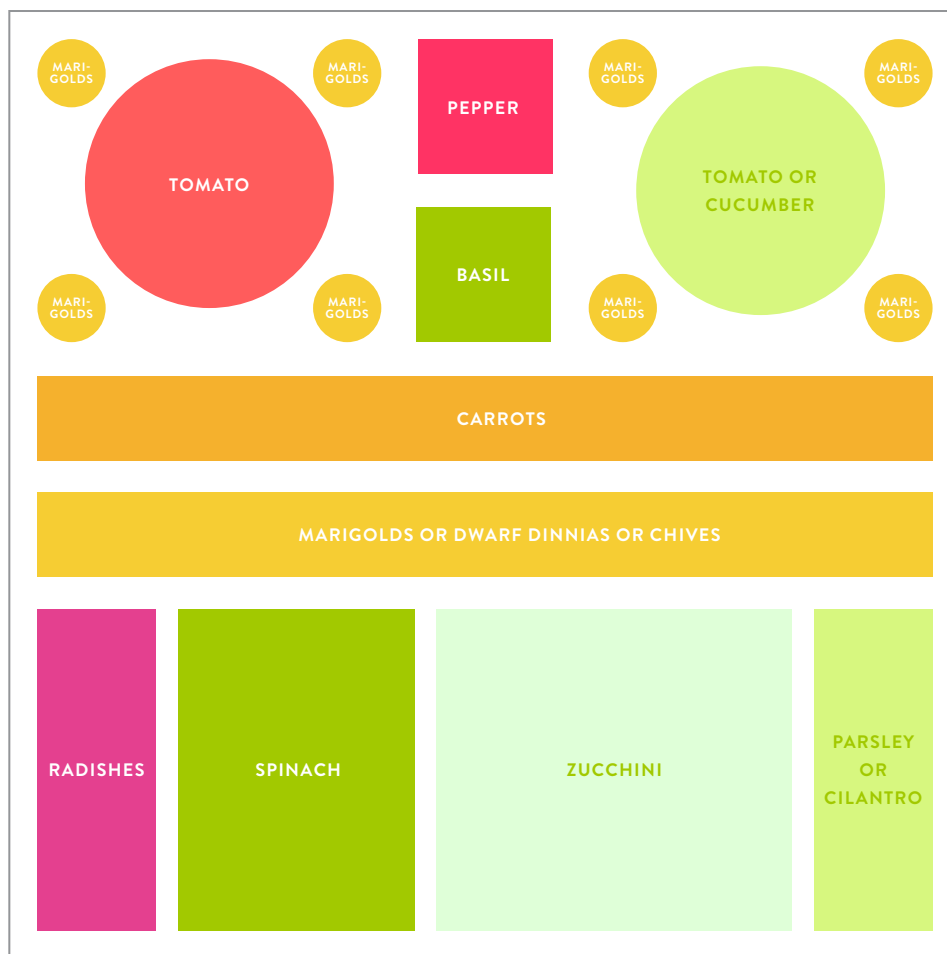 MARI-
GOLDS
MARI-
GOLDS
PEPPER
MARI-
GOLDS
MARI-
GOLDS
TOMATO
TOMATO OR
CUCUMBER
BASIL
MARI-
GOLDS
MARI-
GOLDS
MARI-
GOLDS
MARI-
GOLDS
CARROTS
MARIGOLDS OR DWARF DINNIAS OR CHIVES
RADISHES
SPINACH
ZUCCHINI
PARSLEY
OR
CILANTRO